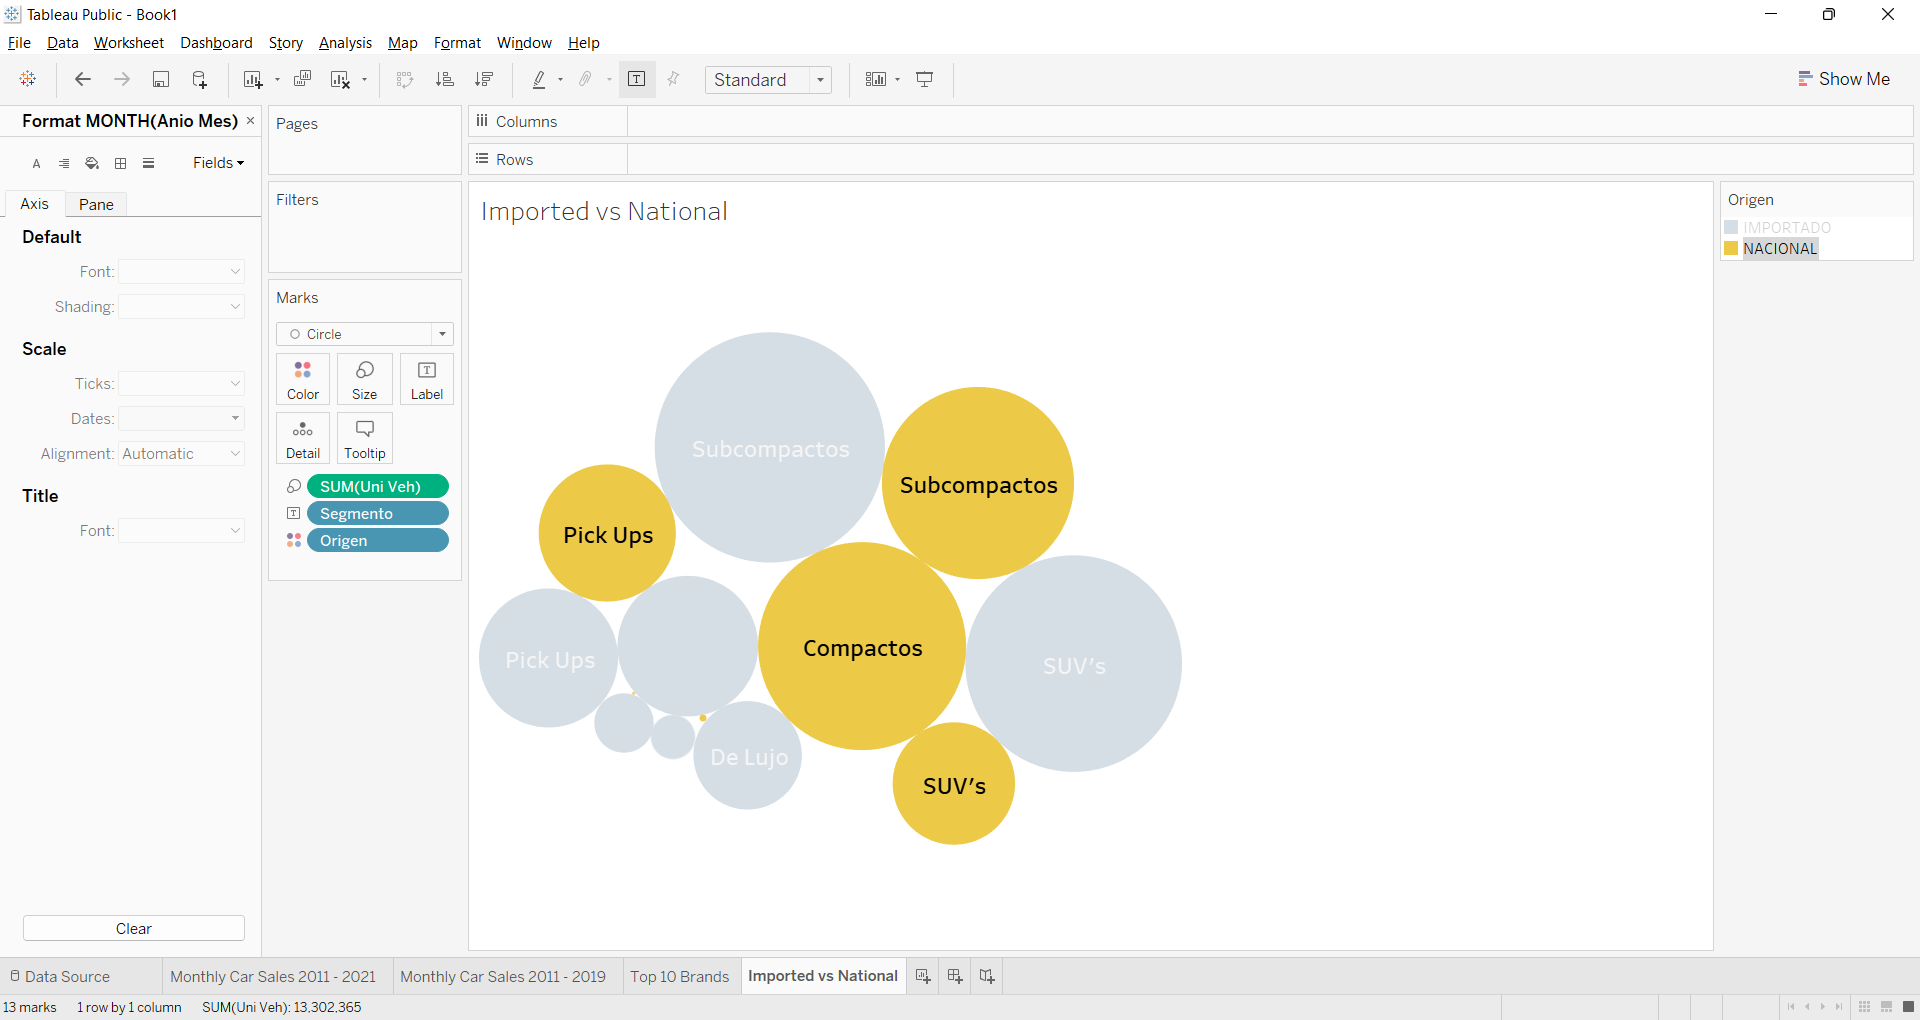 Tableau Public - Book1
File Data Worksheet Dashboard Story Analysis Map Format Window Help
Standard
Show Me
Format MONTH(Anio Mes) ×
Fields
Axis Pane
Default
Font:
Shading:
Scale
Ticks:
Dates:
Alignment: Automatic
Title
Font:
Clear
Pages
Filters
Marks
Circle
Color Size Label
Detail Tooltip
SUM(Uni Veh)
Segmento
Origen
Columns
Rows
Imported vs National
Subcompactos
Subcompactos
Pick Ups
Compactos
Pick Ups
SUV's
De Lujo
SUV's
Origen
IMPORTADO
NACIONAL
Data Source Monthly Car Sales 2011 - 2021 Monthly Car Sales 2011 - 2019 Top 10 Brands Imported vs National
13 marks 1 row by 1 column SUM(Uni Veh): 13,302,365